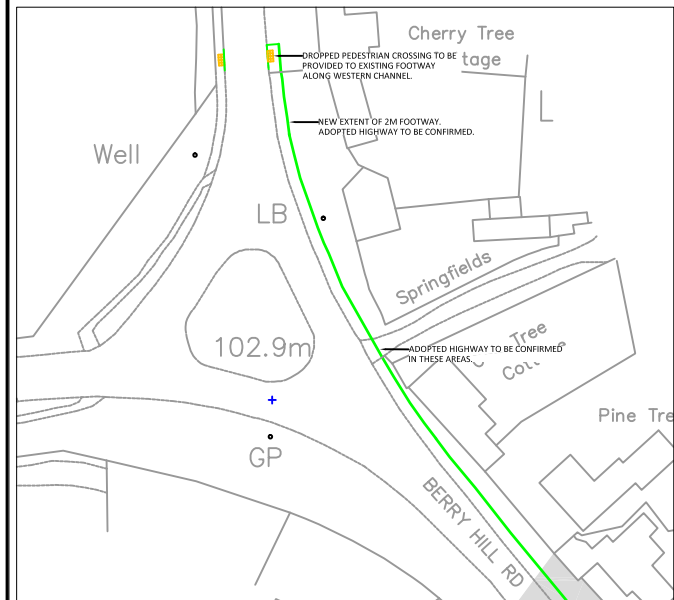 Cherry Tree
tage
DROPPED PEDESTRIAN CROSSING TO BE
PROVIDED TO EXISTING FOOTWAY
ALONG WESTERN CHANNEL.
L
NEW EXTENT OF 2M FOOTWAY.
ADOPTED HIGHWAY TO BE CONFIRMED.
Well
LB
Springfields
102.9m
Tree
ADOPTED HIGHWAY TO BE CONFIRMED
IN THESE AREAS.
Pine Tre
GP
BERRY HILL RD